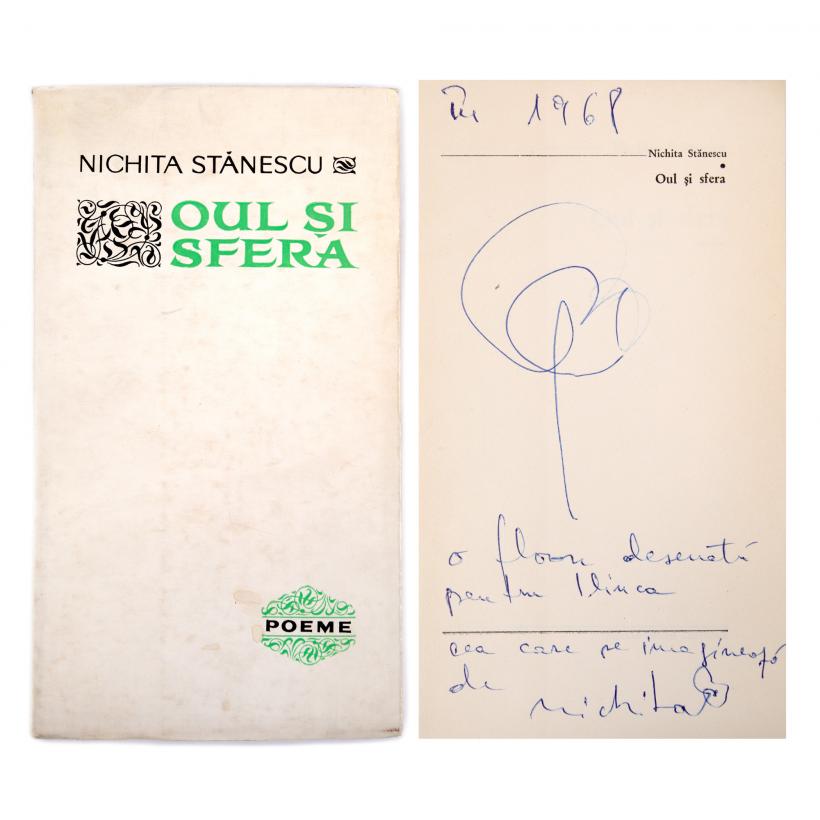 NICHITA STĂNESCU
OUL ȘI
SFERA
POEME
În 1968
Nichita Stănescu
Oul și sfera
o floare desenată
pentru Ilinca
cea care se imaginează
de Nichita